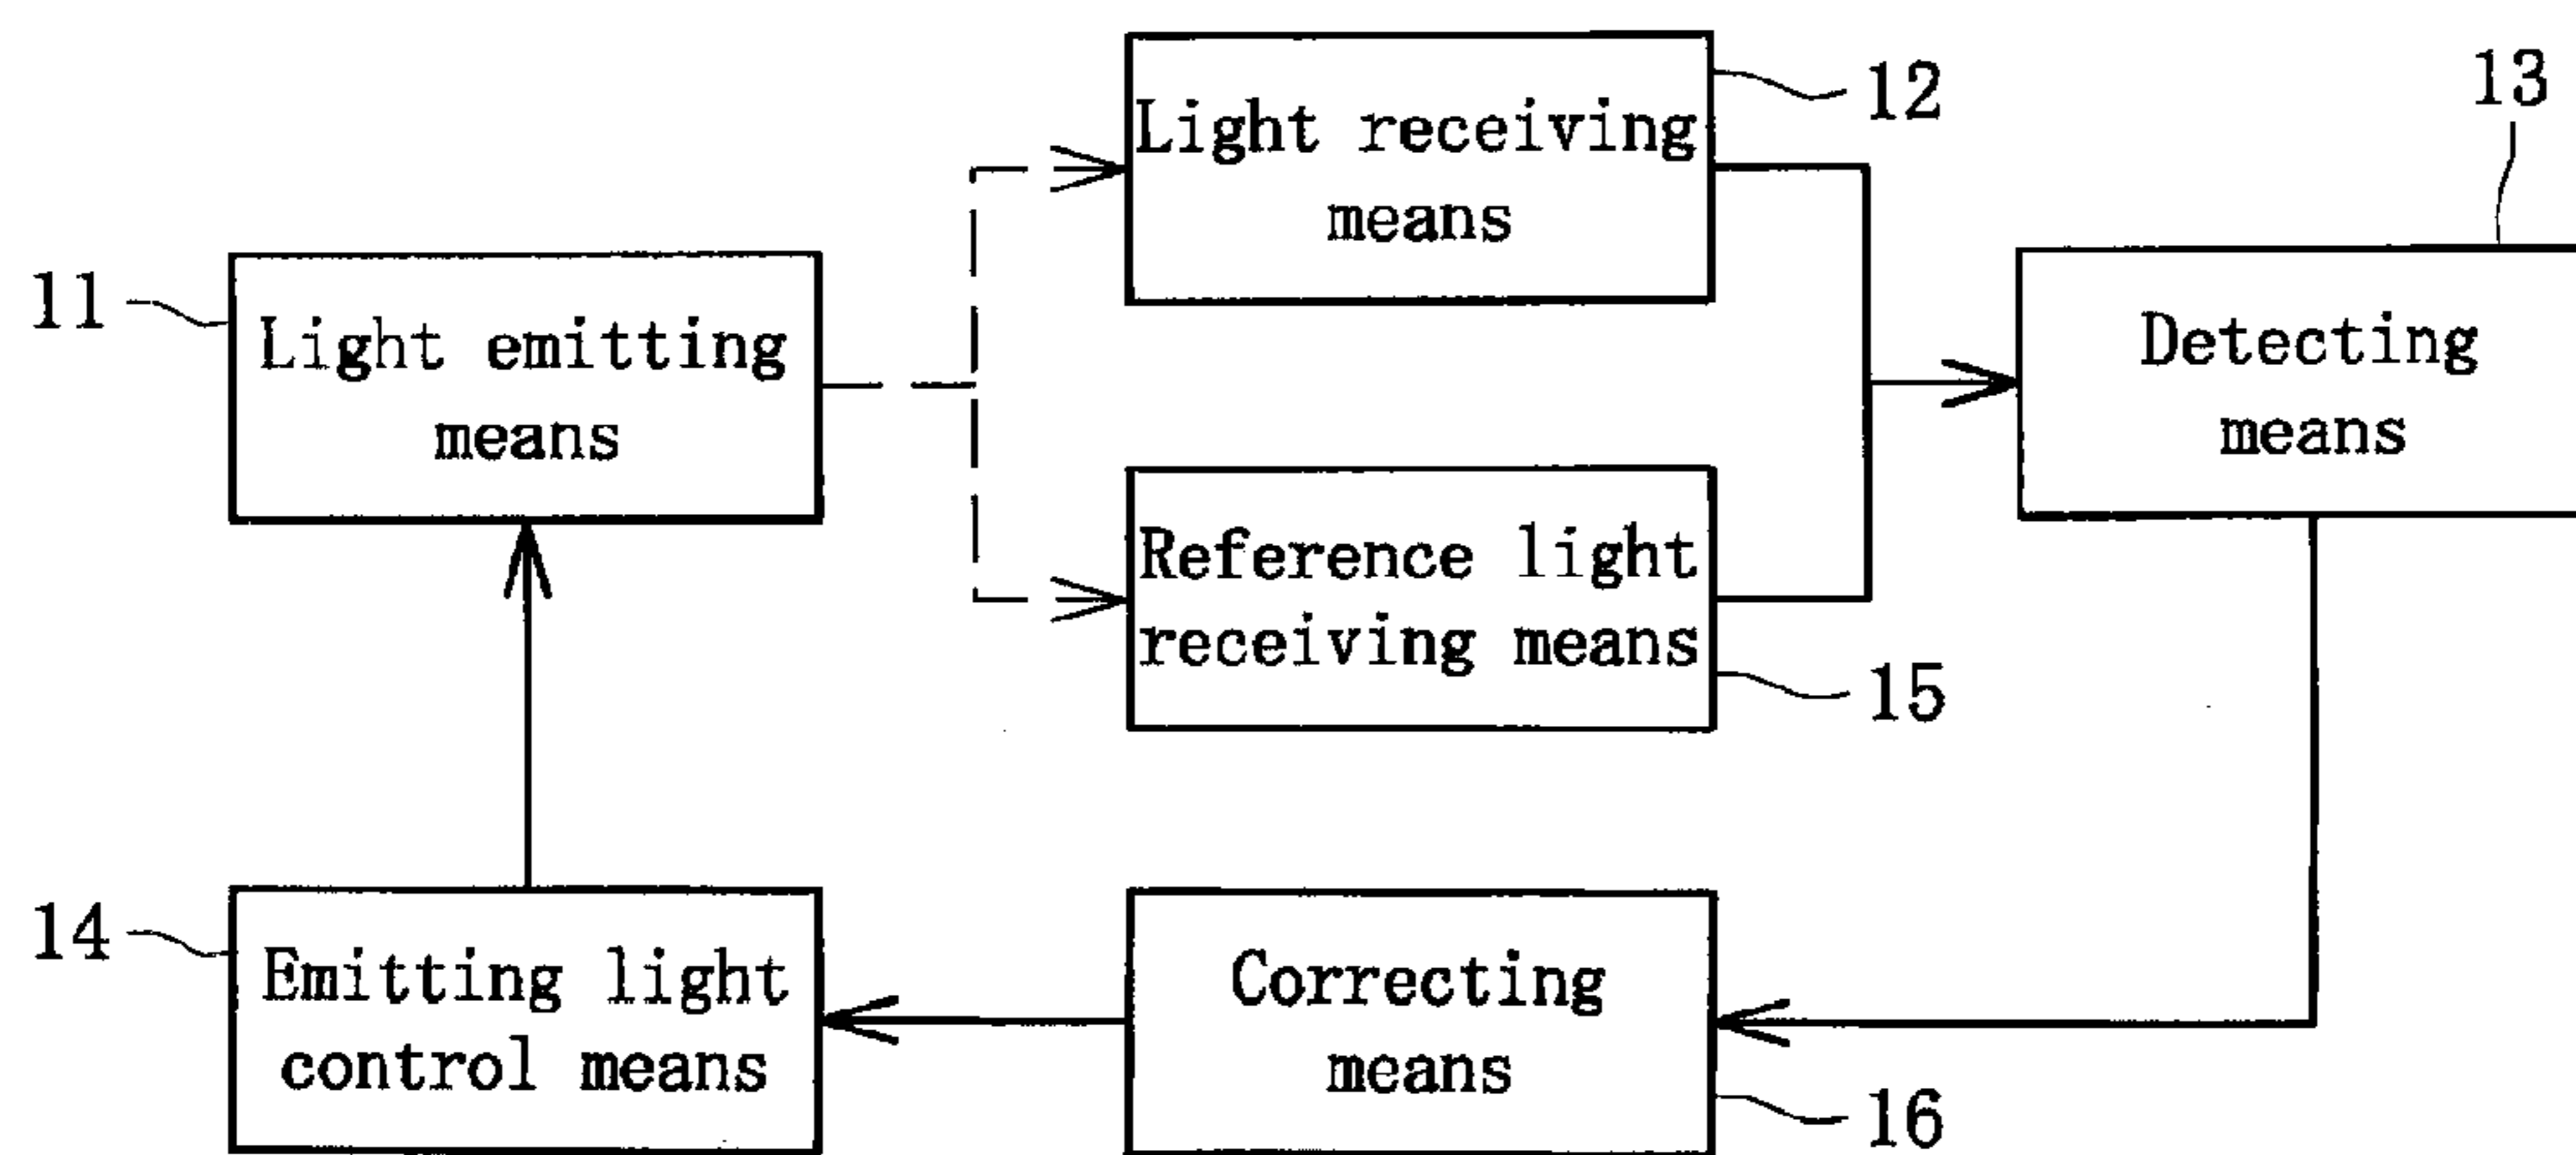 12
Light receiving
means
13
11
Light emitting
means
Detecting
means
Reference light
receiving means
15
14
Emitting light
control means
Correcting
means
16